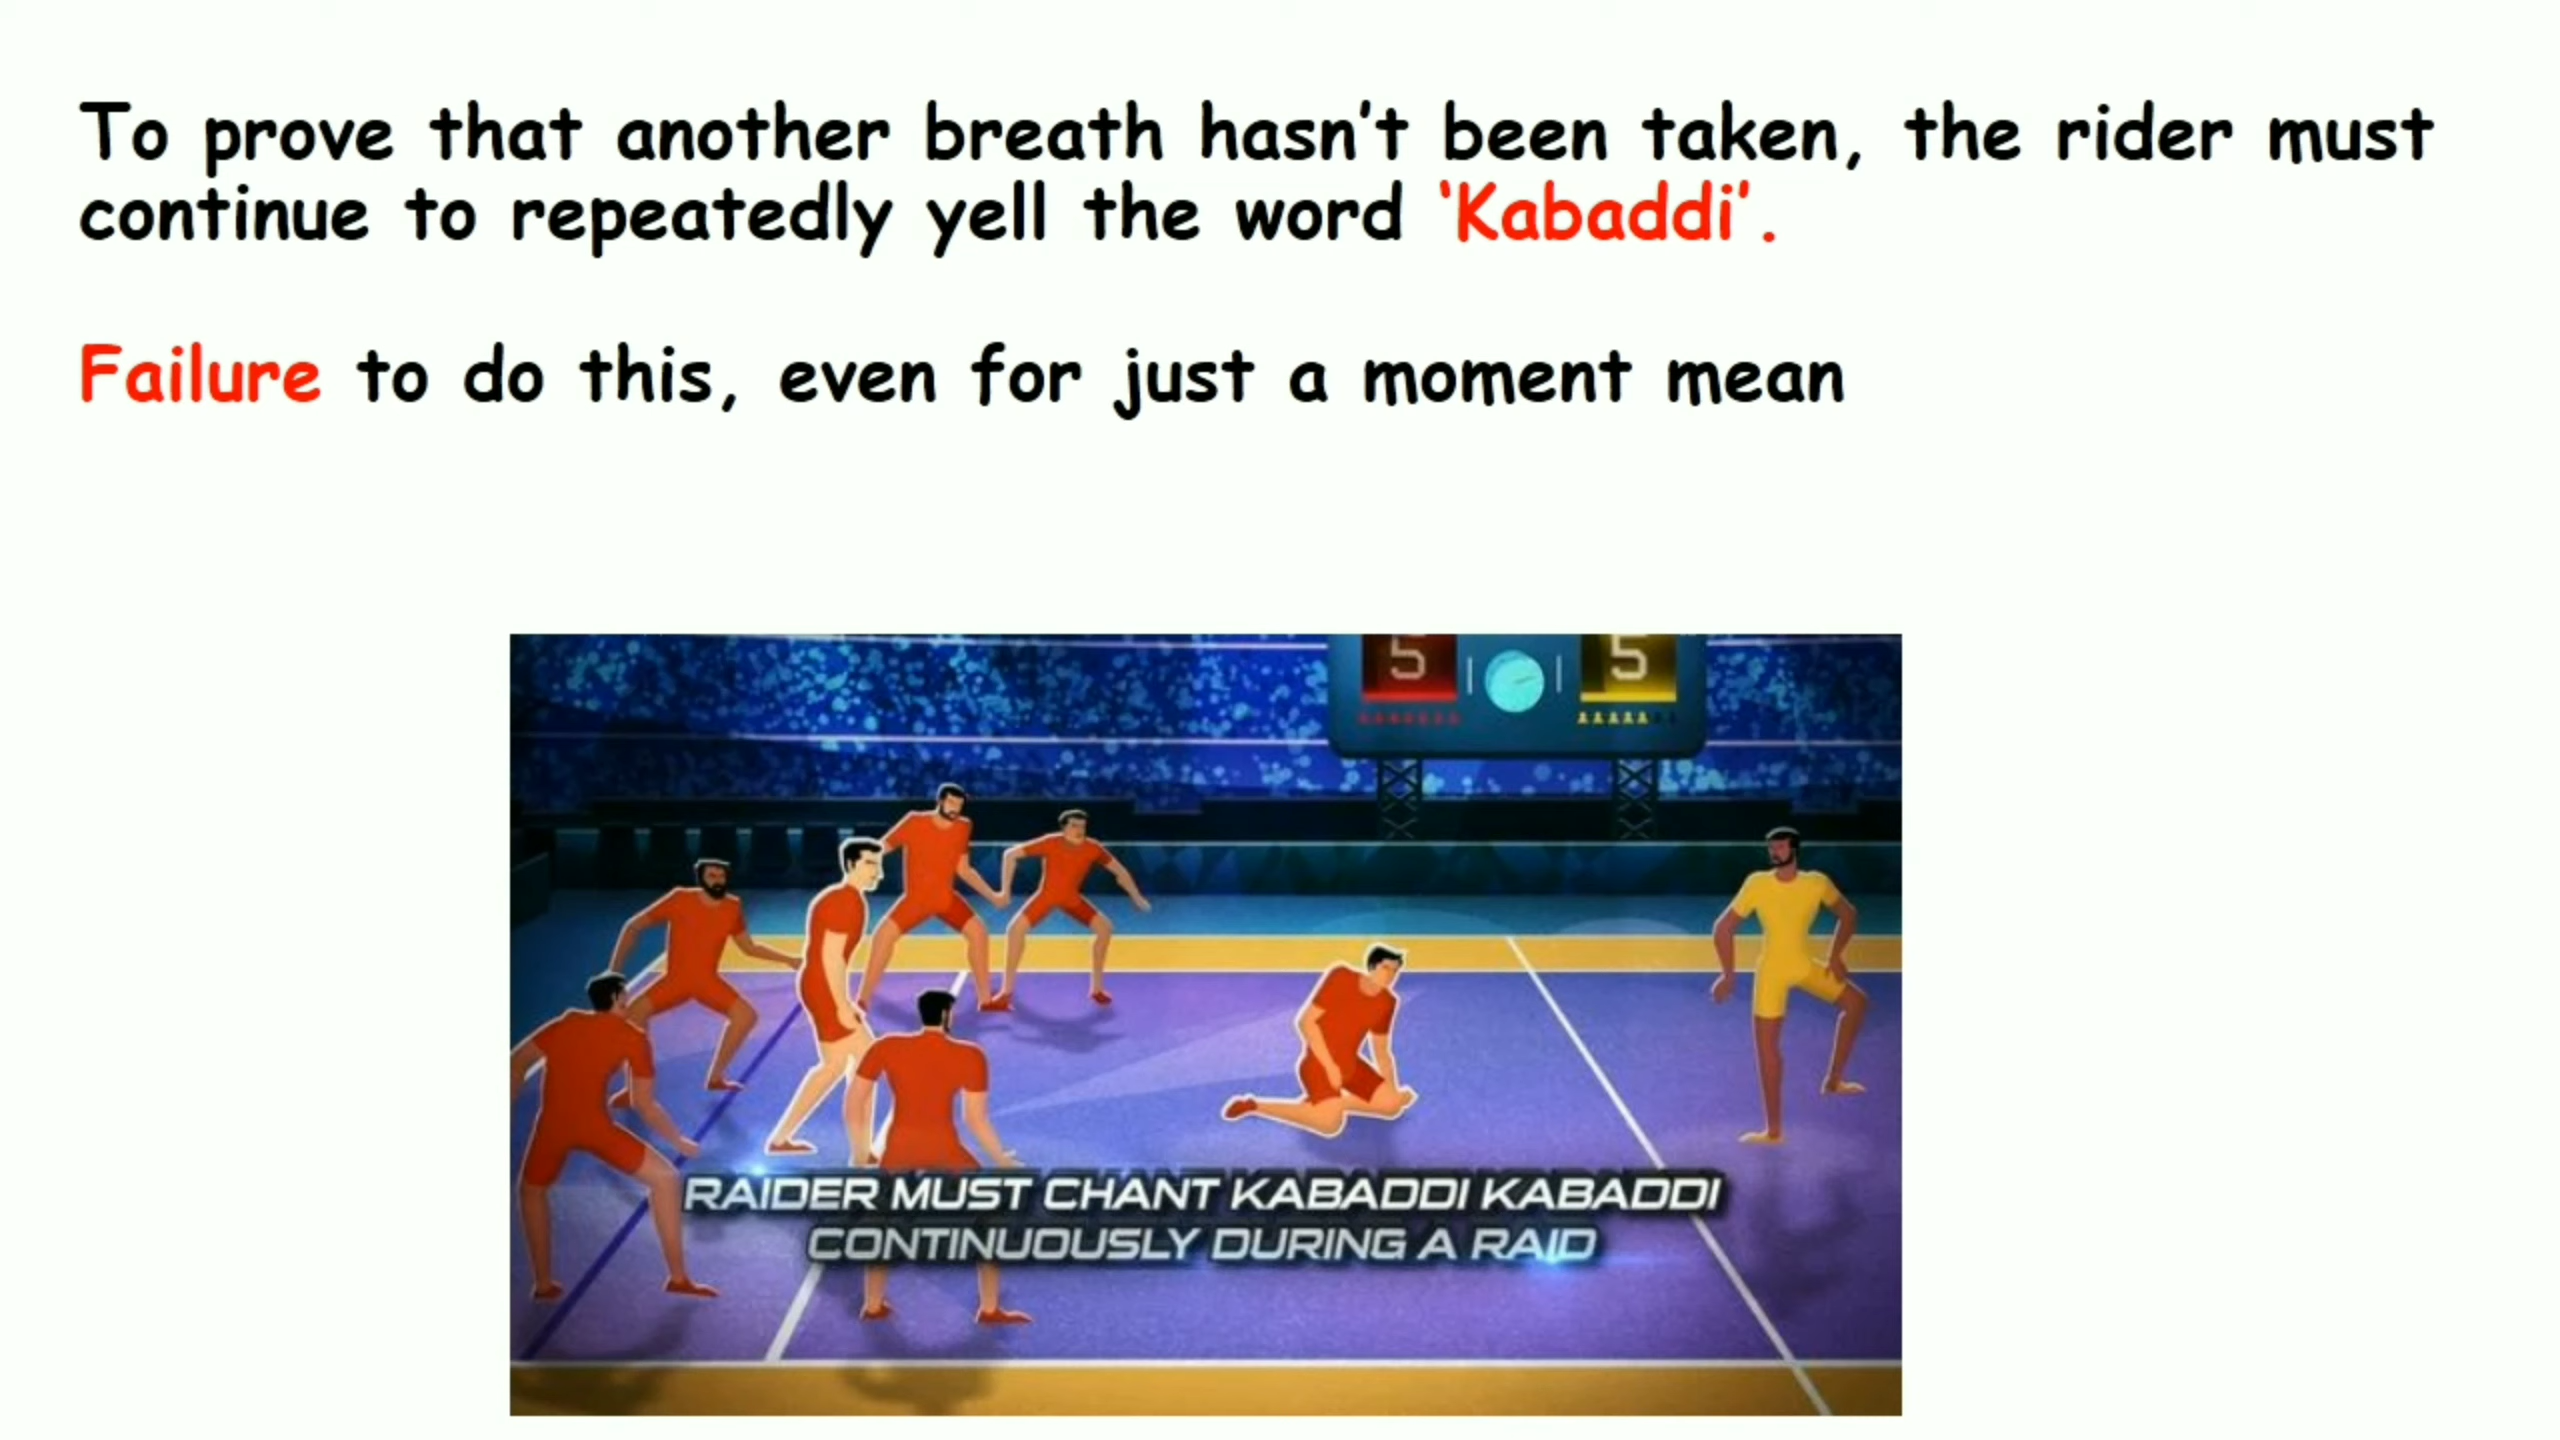 To prove that another breath hasn't been taken, the rider must
continue to repeatedly yell the word ‘Kabaddi’.
Failure to do this, even for just a moment mean
5 5
RAIDER MUST CHANT KABADDI KABADDI
CONTINUOUSLY DURING A RAID